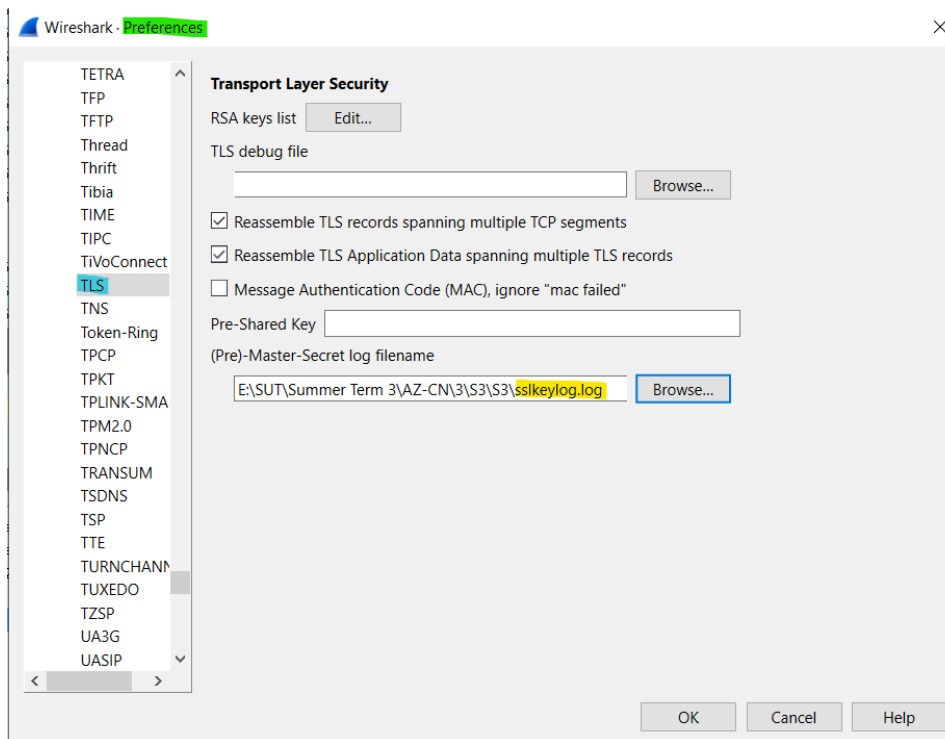 Wireshark · Preferences
TETRA
TFP
TFTP
Thread
Thrift
Tibia
TIME
TIPC
TiVoConnect
TLS
TNS
Token-Ring
TPCP
TPKT
TPLINK-SMA
TPM2.0
TPNCP
TRANSUM
TSDNS
TSP
TTE
TURNCHANN
TUXEDO
TZSP
UA3G
UASIP
Transport Layer Security
RSA keys list Edit...
TLS debug file
Browse...
Reassemble TLS records spanning multiple TCP segments
Reassemble TLS Application Data spanning multiple TLS records
Message Authentication Code (MAC), ignore "mac failed"
Pre-Shared Key
(Pre)-Master-Secret log filename
E:\SUT\Summer Term 3\AZ-CN\3\S3\S3\sslkeylog.log Browse...
OK Cancel Help